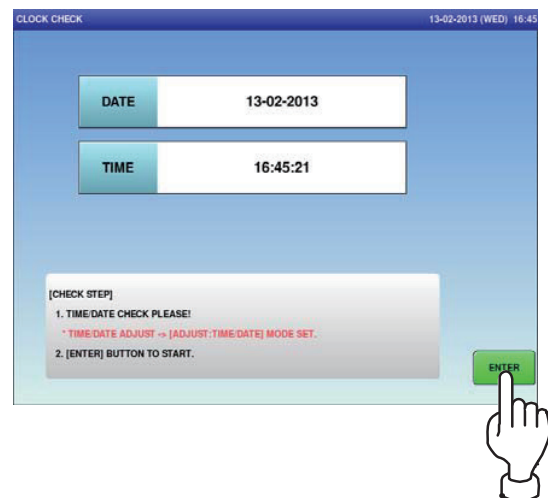 CLOCK CHECK 13-02-2013 (WED) 16:45
DATE 13-02-2013
TIME 16:45:21
[CHECK STEP]
1. TIME/DATE CHECK PLEASE!
* TIME/DATE ADJUST -> [ADJUST:TIME/DATE] MODE SET.
2. [ENTER] BUTTON TO START.
ENTER